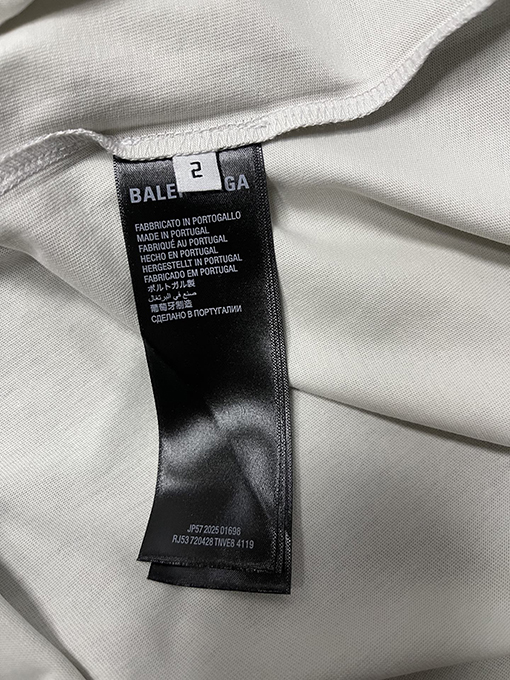 2
BALE GA
FABBRICATO IN PORTOGALLO
MADE IN PORTUGAL
FABRIQUÉ AU PORTUGAL
HECHO EN PORTUGAL
HERGESTELLT IN PORTUGAL
FABRICADO EM PORTUGAL
ポルトガル製
صنع في البرتغال
葡萄牙制造
СДЕЛАНО В ПОРТУГАЛИИ
JP57 2025 01698
RJ53 720428 TNVE8 4119